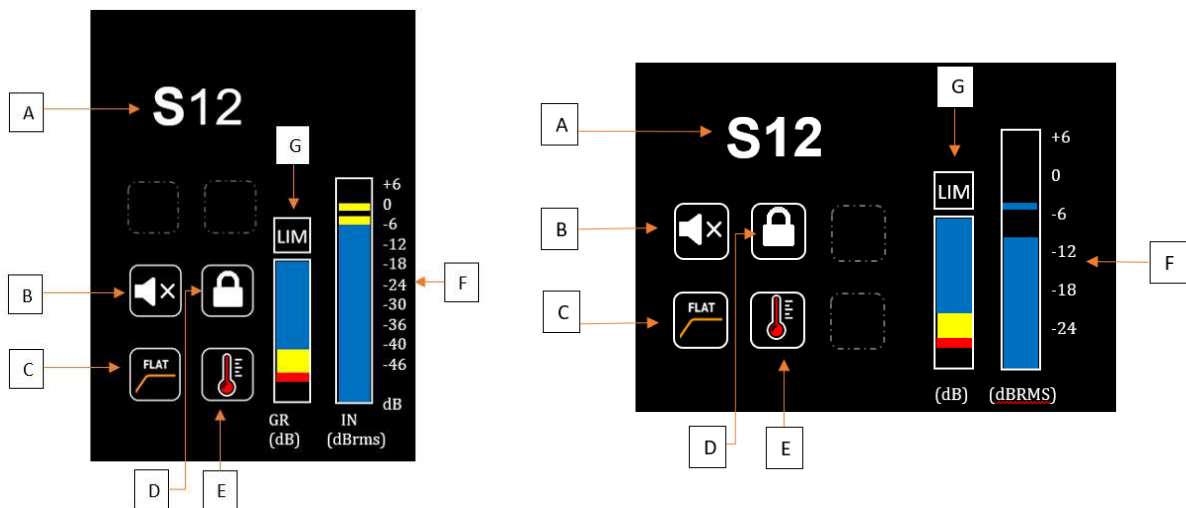 A
S12
G
LIM
+6
0
-6
-12
-18
-24
-30
-36
-40
-46
dB
B
F
C
FLAT
GR
(dB)
IN
(dBrms)
D
E
A
S12
G
LIM
+6
0
-6
-12
-18
-24
B
F
C
FLAT
(dB)
(dBRMS)
D
E